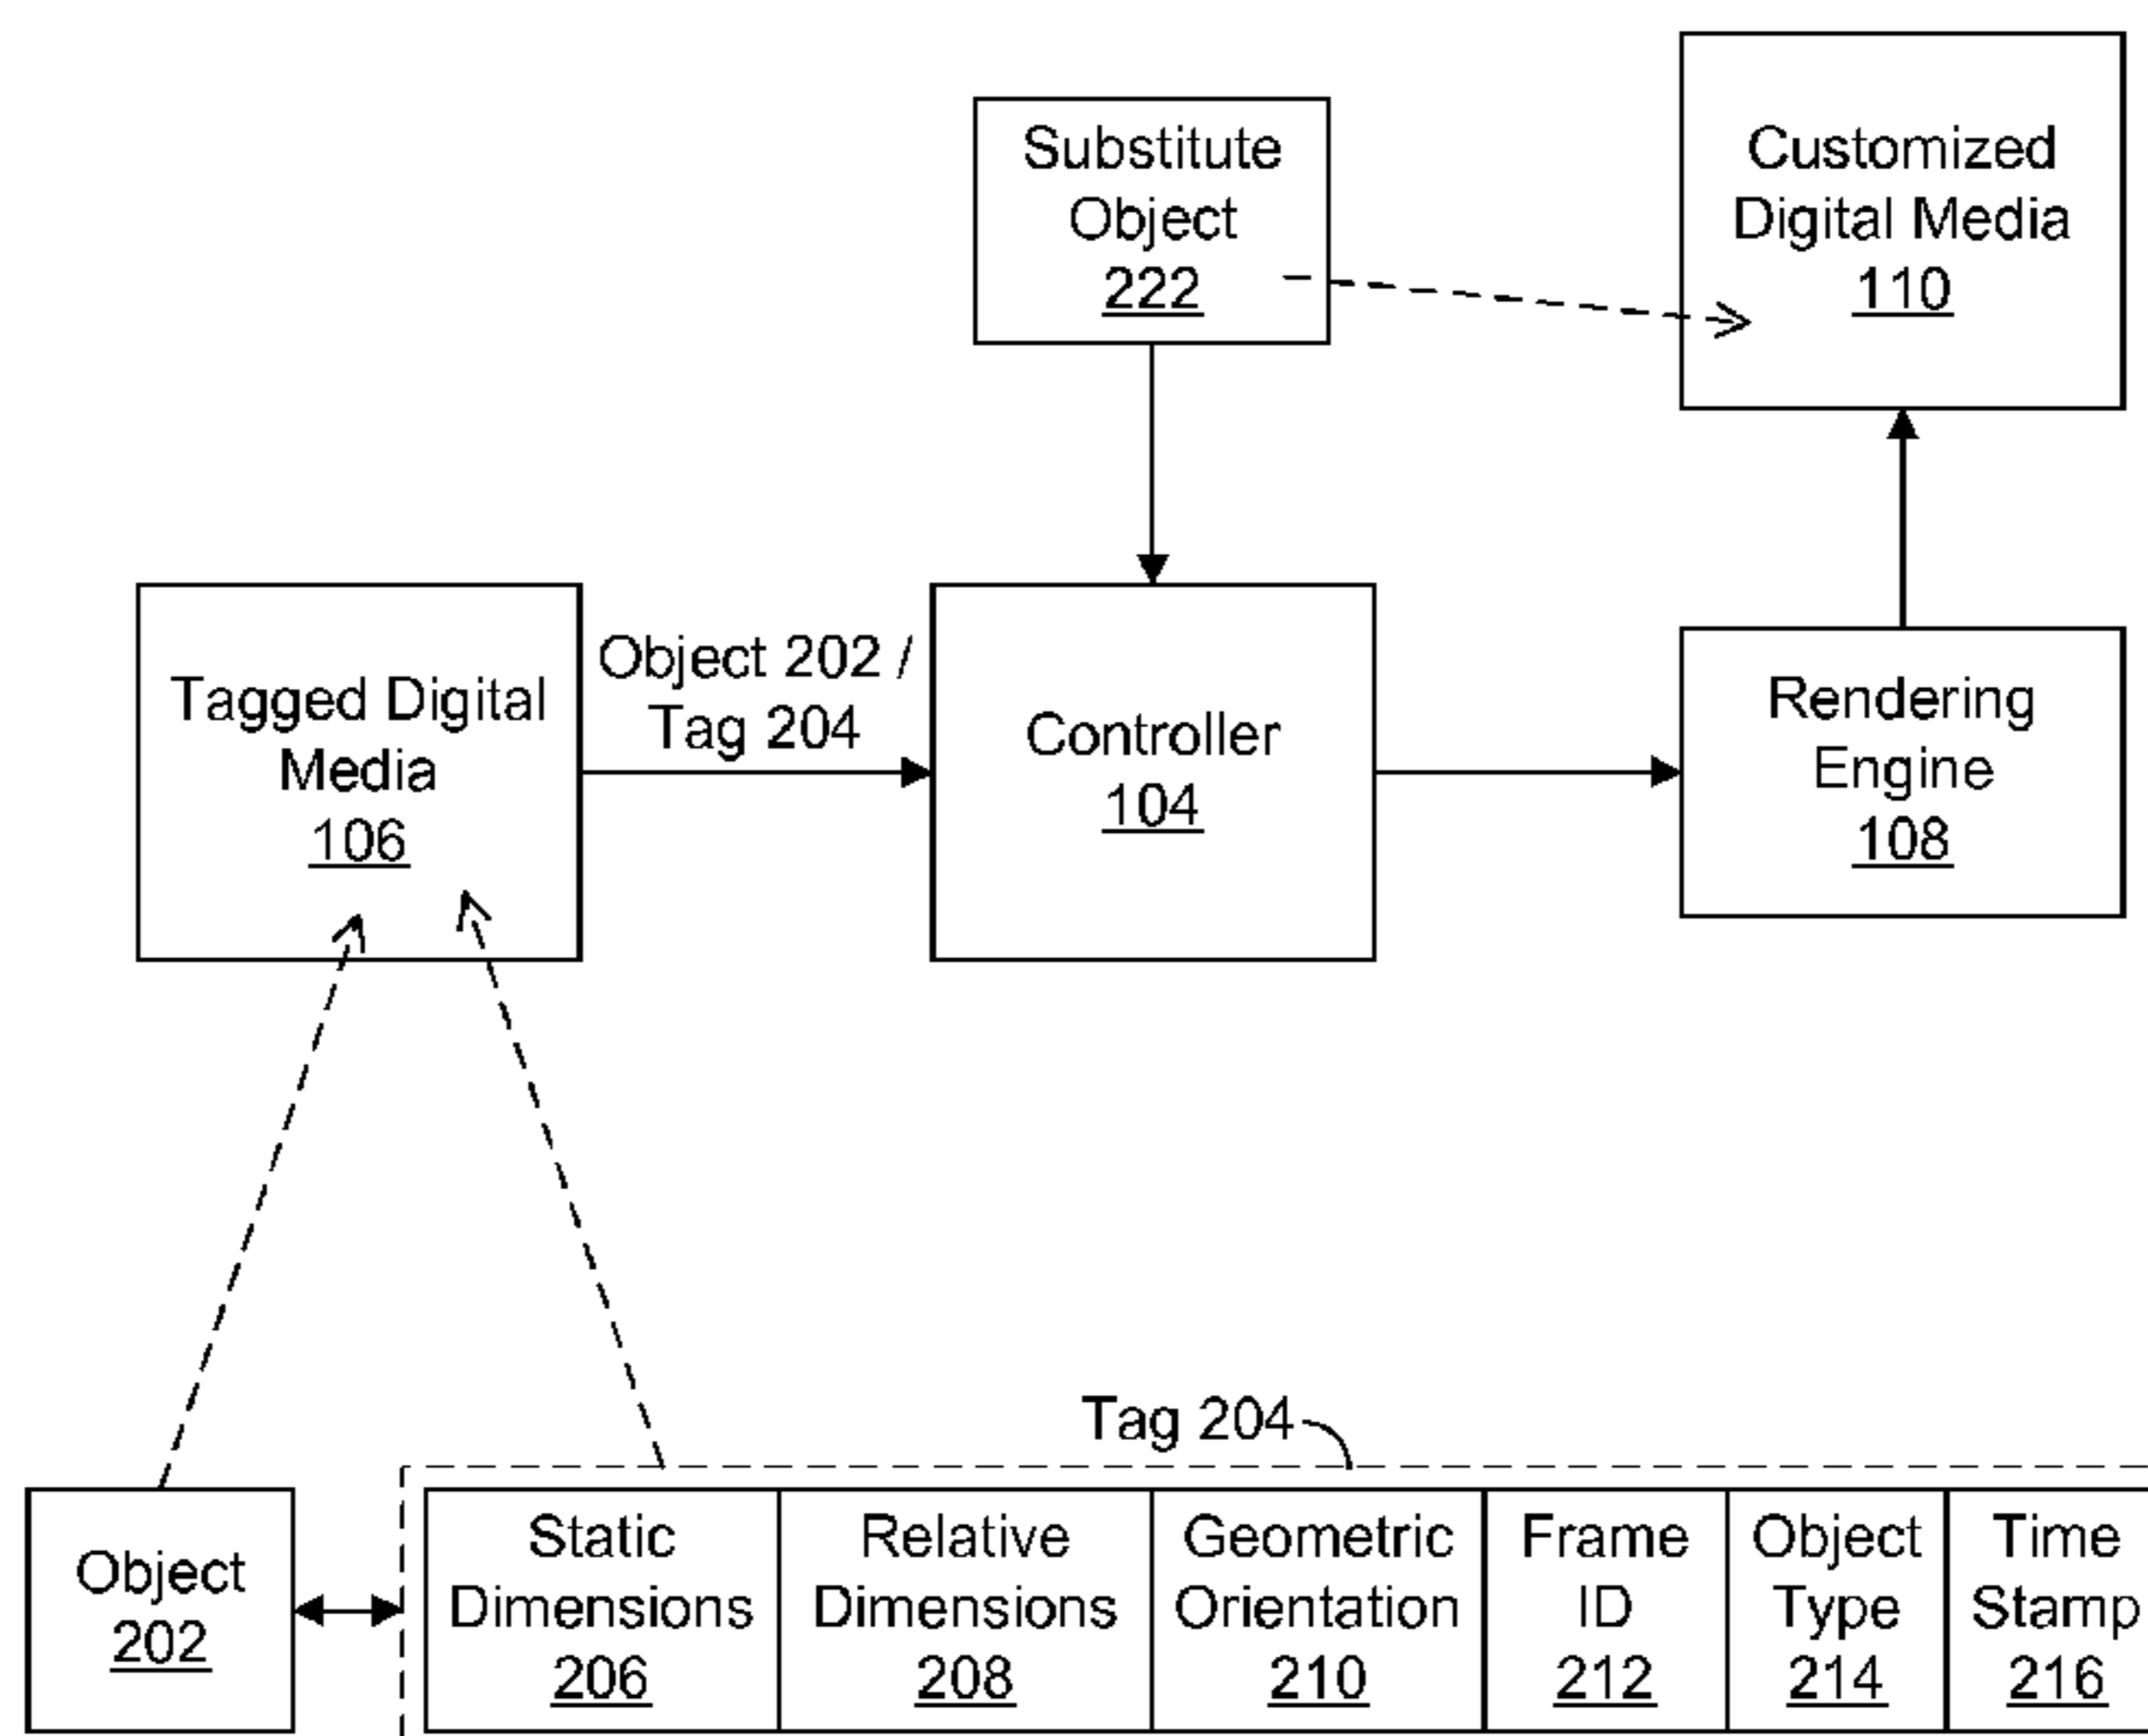 Substitute
Object
222
Customized
Digital Media
110
Tagged Digital
Media
106
Object 202 /
Tag 204
Controller
104
Rendering
Engine
108
Tag 204
Object
202
Static
Dimensions
206
Relative
Dimensions
208
Geometric
Orientation
210
Frame
ID
212
Object
Type
214
Time
Stamp
216